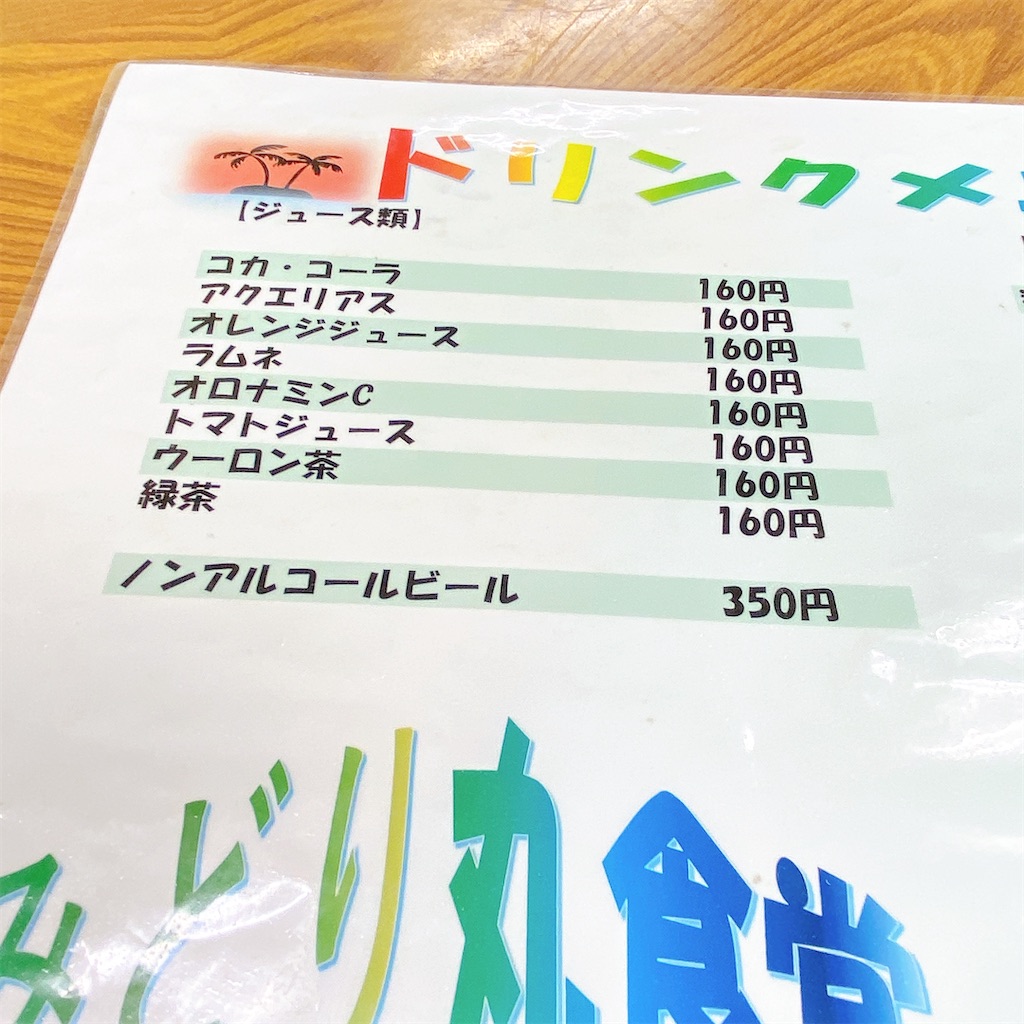 ドリンクメ
【ジュース類】
コカ・コーラ 160円
アクエリアス 160円
オレンジジュース 160円
ラムネ 160円
オロナミンC 160円
トマトジュース 160円
ウーロン茶 160円
緑茶 160円
ノンアルコールビール 350円
みどり丸食堂